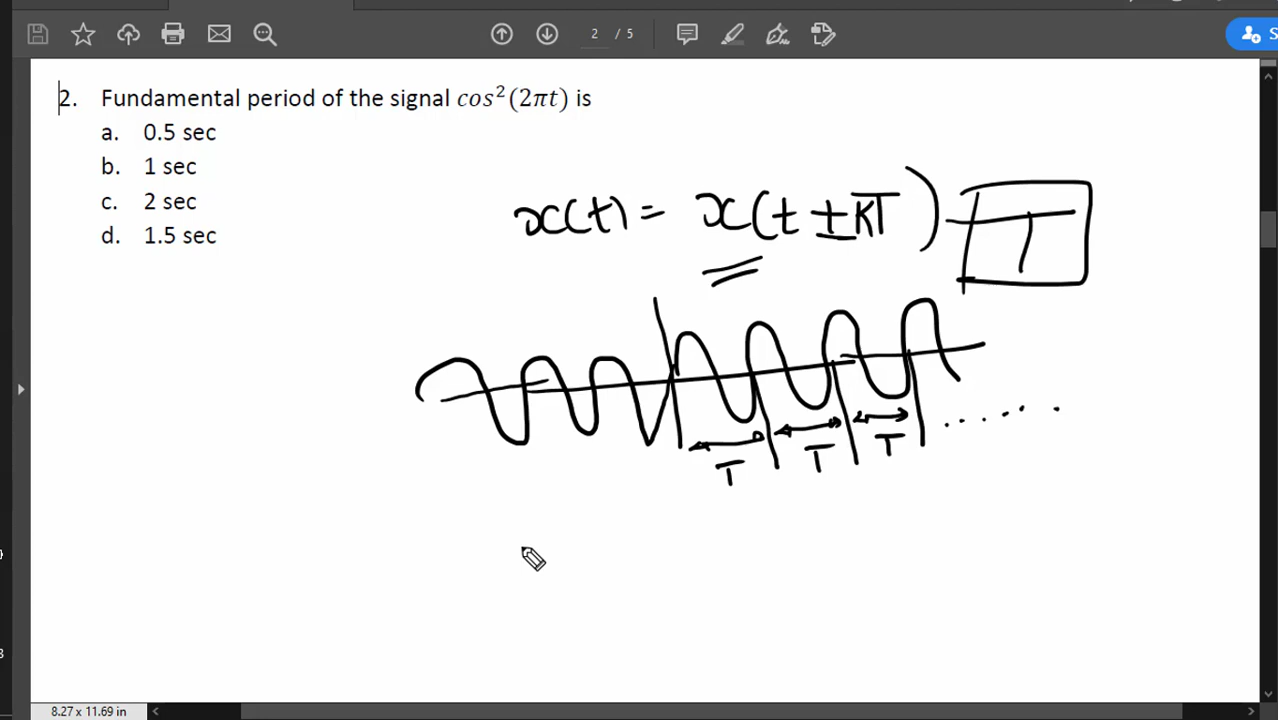 2 / 5
2. Fundamental period of the signal cos²(2πt) is
a. 0.5 sec
b. 1 sec
c. 2 sec
d. 1.5 sec
x(t) = x(t ± KT) T
T T T ......
8.27 x 11.69 in